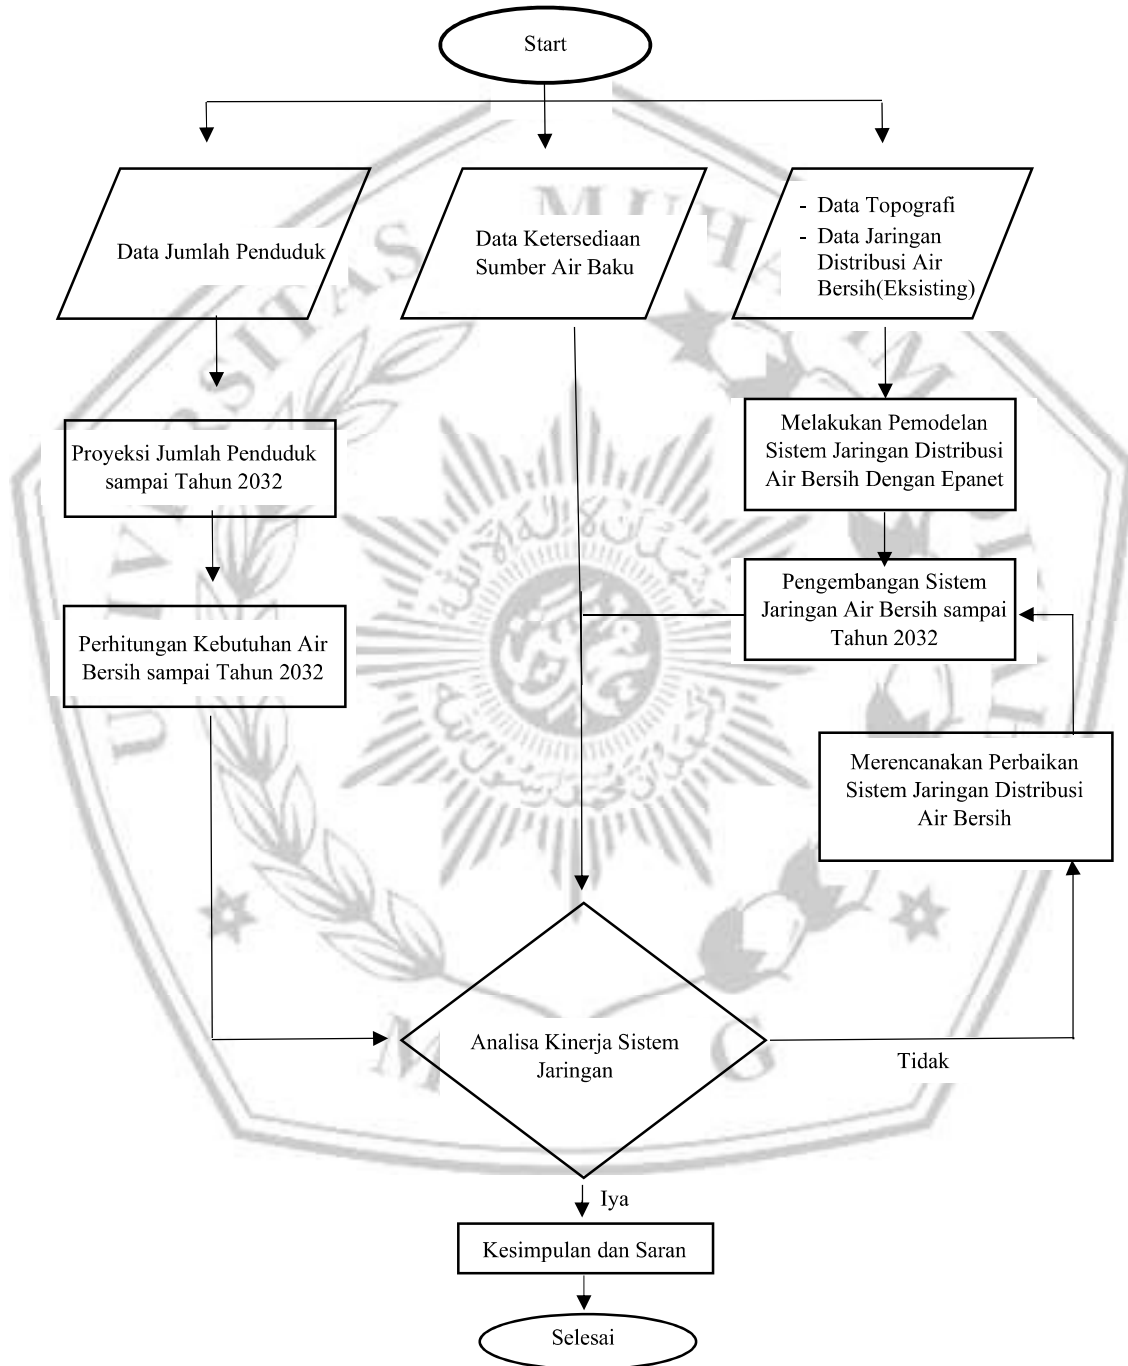 Start
Data Jumlah Penduduk
Data Ketersediaan
Sumber Air Baku
- Data Topografi
- Data Jaringan
Distribusi Air
Bersih(Eksisting)
Proyeksi Jumlah Penduduk
sampai Tahun 2032
Melakukan Pemodelan
Sistem Jaringan Distribusi
Air Bersih Dengan Epanet
Perhitungan Kebutuhan Air
Bersih sampai Tahun 2032
Pengembangan Sistem
Jaringan Air Bersih sampai
Tahun 2032
Merencanakan Perbaikan
Sistem Jaringan Distribusi
Air Bersih
Analisa Kinerja Sistem
Jaringan
Tidak
Iya
Kesimpulan dan Saran
Selesai